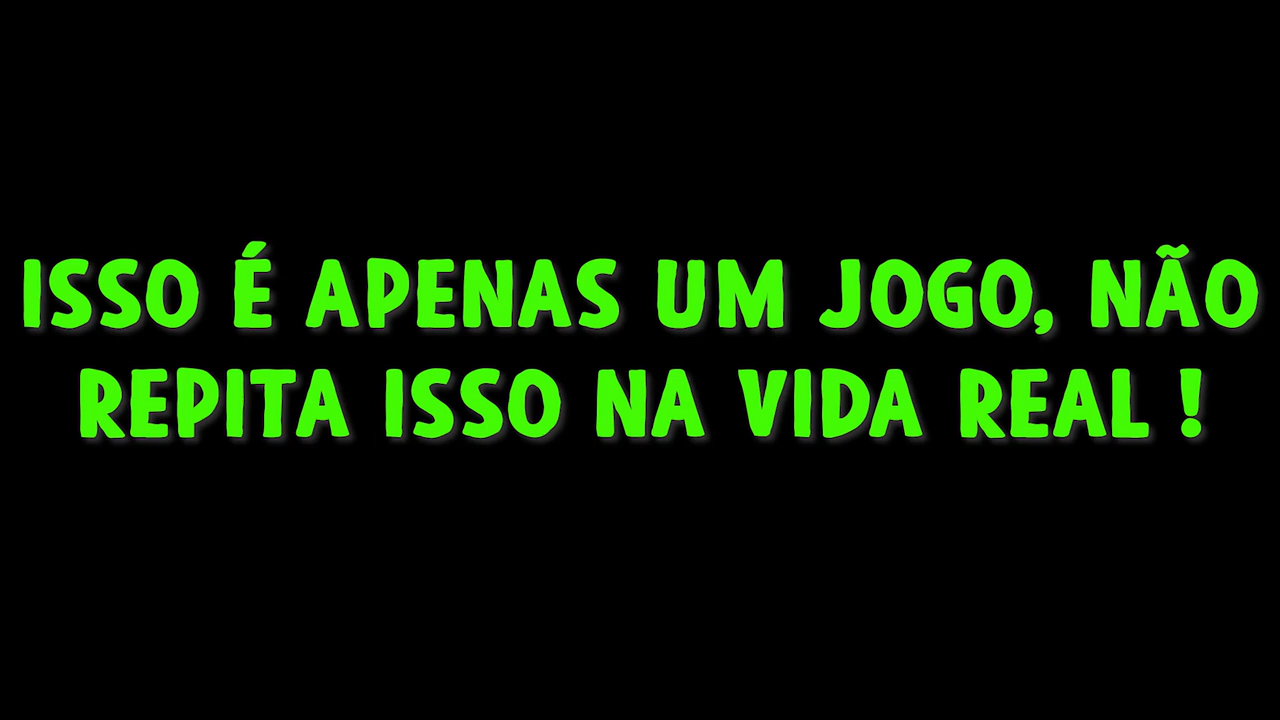 ISSO É APENAS UM JOGO, NÃO
REPITA ISSO NA VIDA REAL !